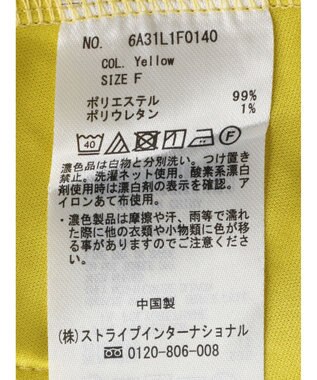 NO. 6A31L1F0140
COL. Yellow
SIZE F
ポリエステル 99%
ポリウレタン 1%
40
F
・濃色品は白物と分別洗い。つけ置き
禁止。洗濯ネット使用。酸素系漂白
剤使用時は漂白剤の表示を確認。ア
イロンあて布使用。
・濃色製品は摩擦や汗、雨等で濡れ
た際に他の衣類や小物類に色が移
る事がありますのでご注意くださ
い。
中国製
(株)ストライプインターナショナル
0120-806-008